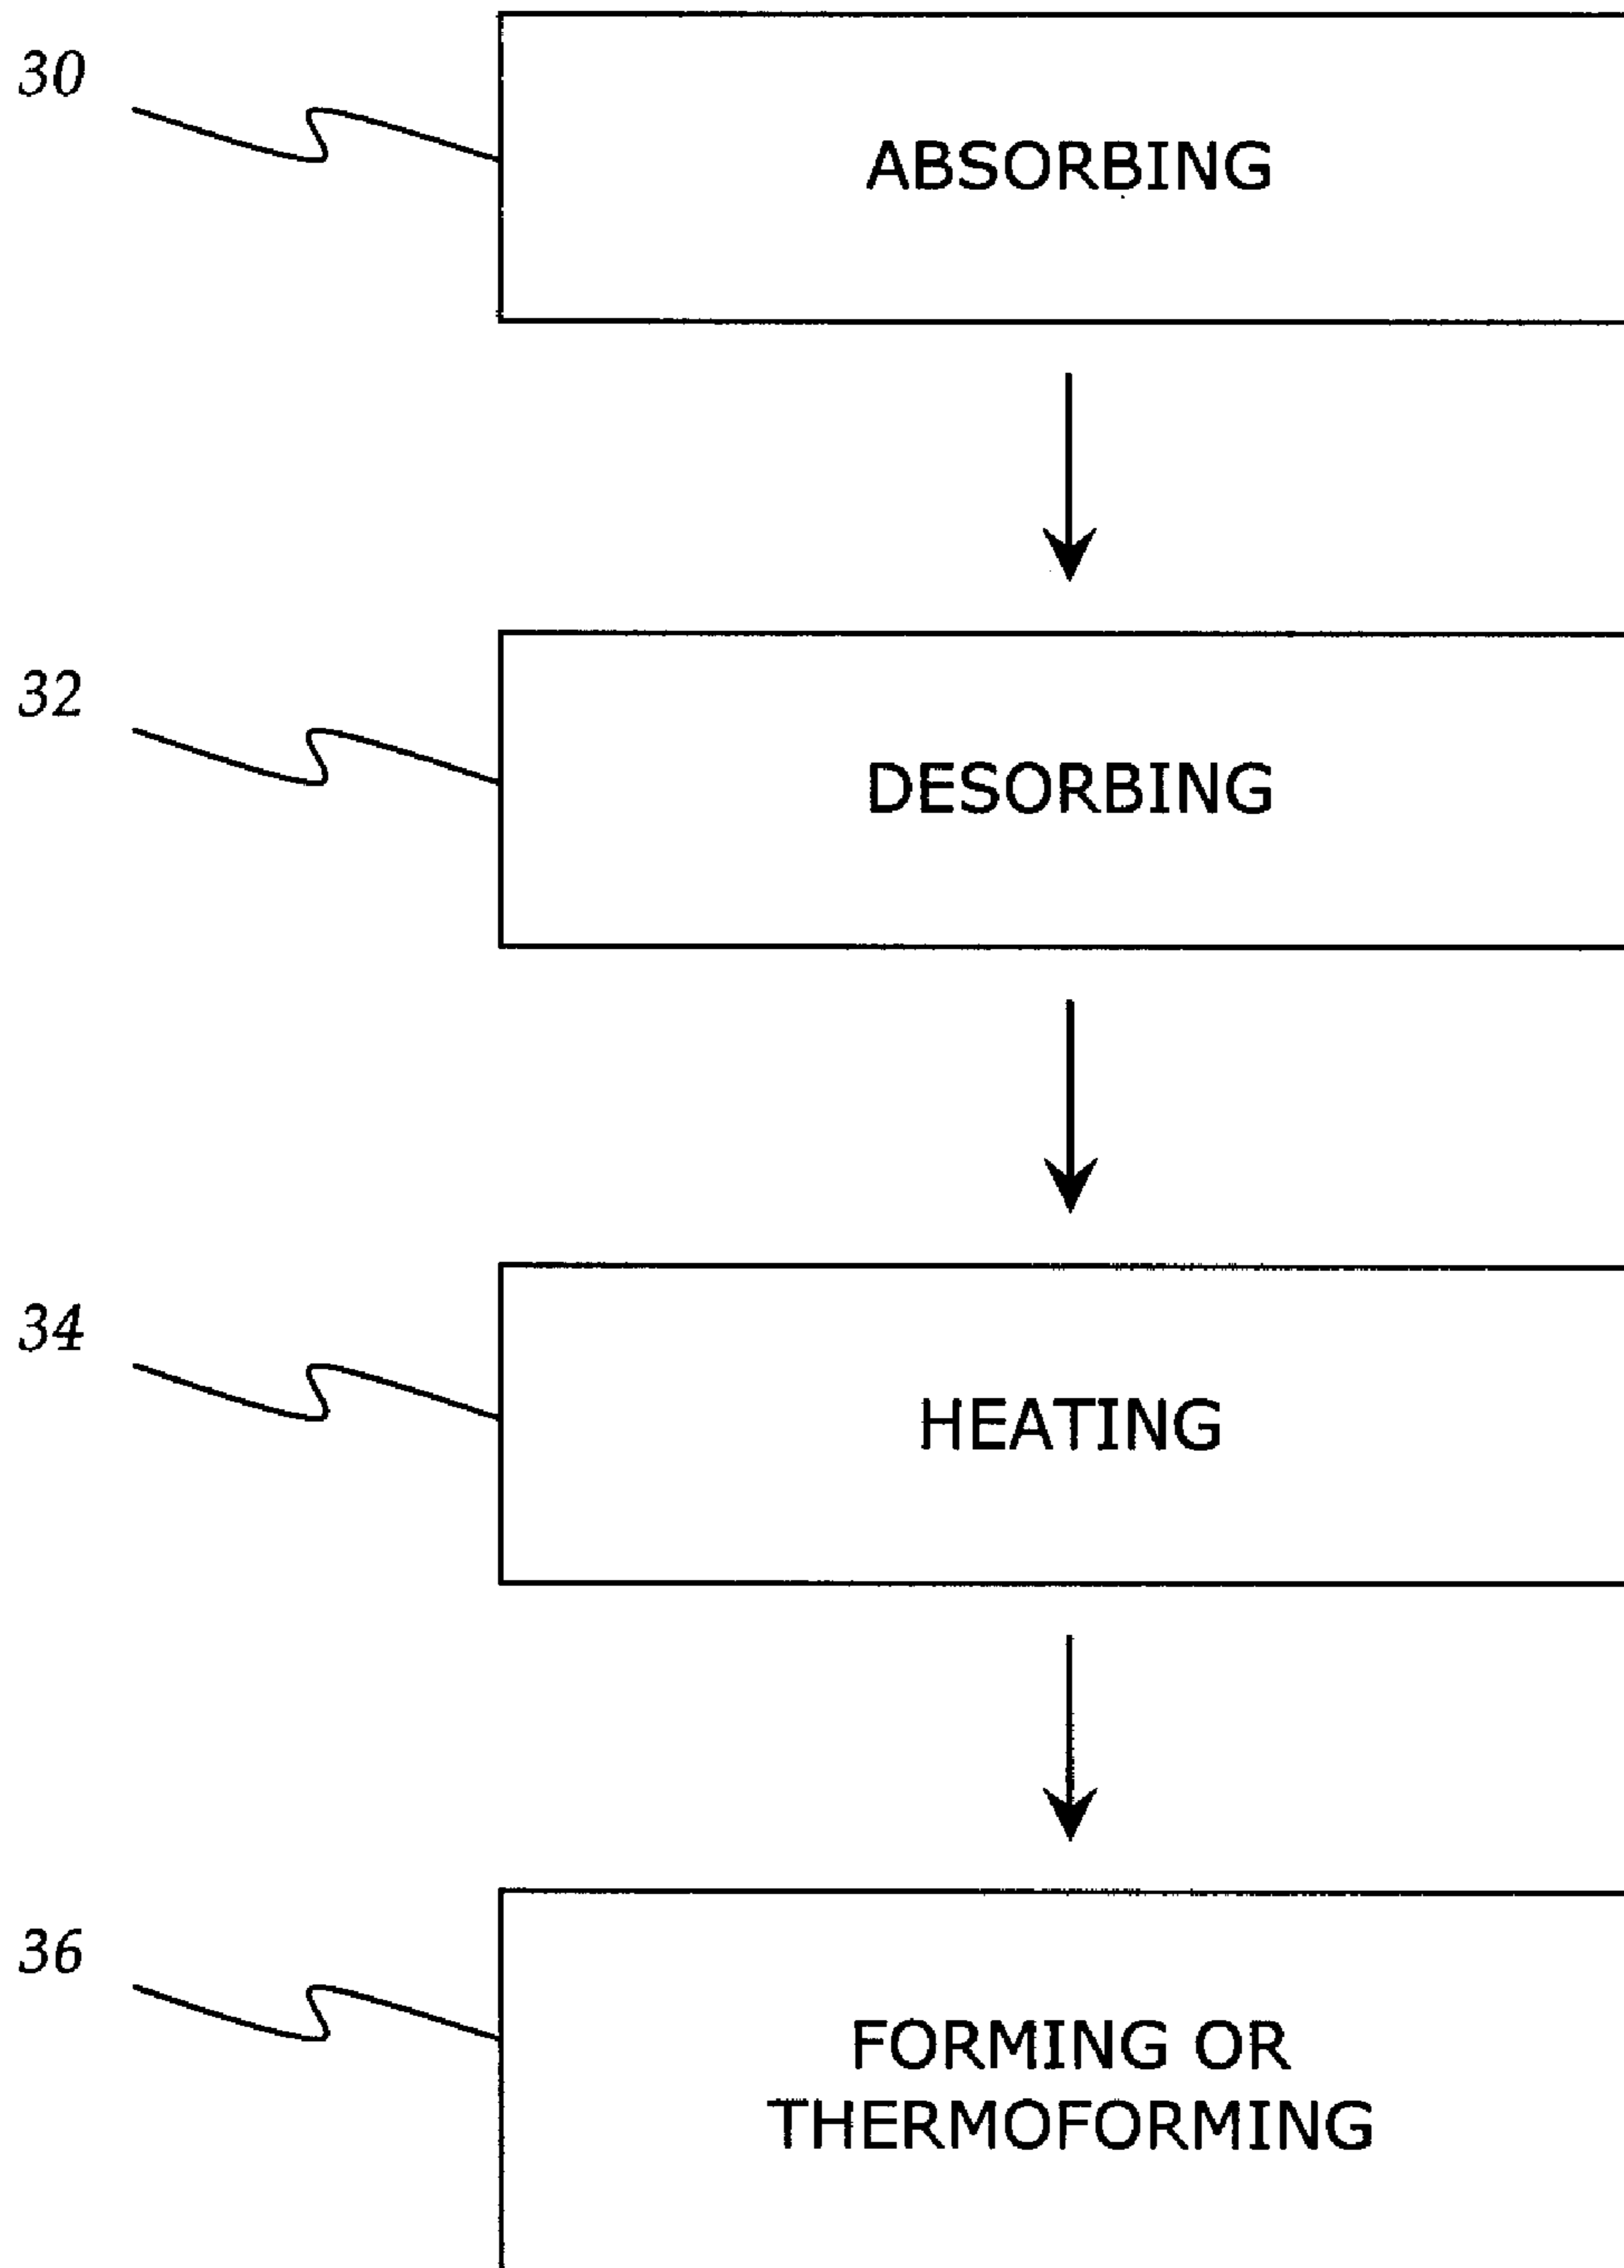 30
ABSORBING
32
DESORBING
34
HEATING
36
FORMING OR
THERMOFORMING